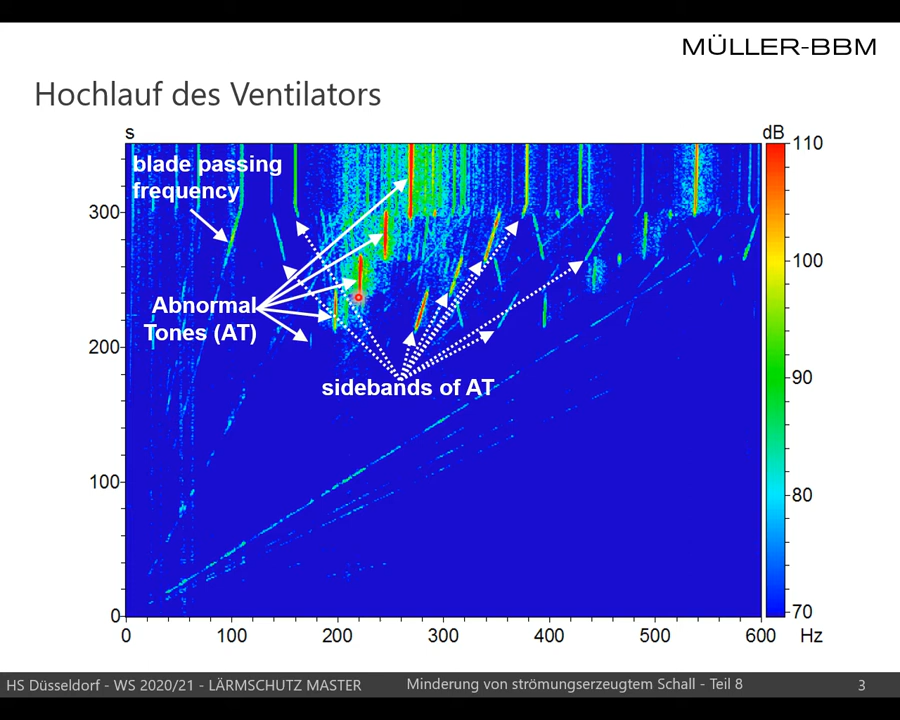 MÜLLER-BBM
Hochlauf des Ventilators
s
dB
110
blade passing
frequency
300
100
Abnormal
Tones (AT)
200
90
sidebands of AT
100
80
0
70
0 100 200 300 400 500 600 Hz
HS Düsseldorf - WS 2020/21 - LÄRMSCHUTZ MASTER
Minderung von strömungserzeugtem Schall - Teil 8
3